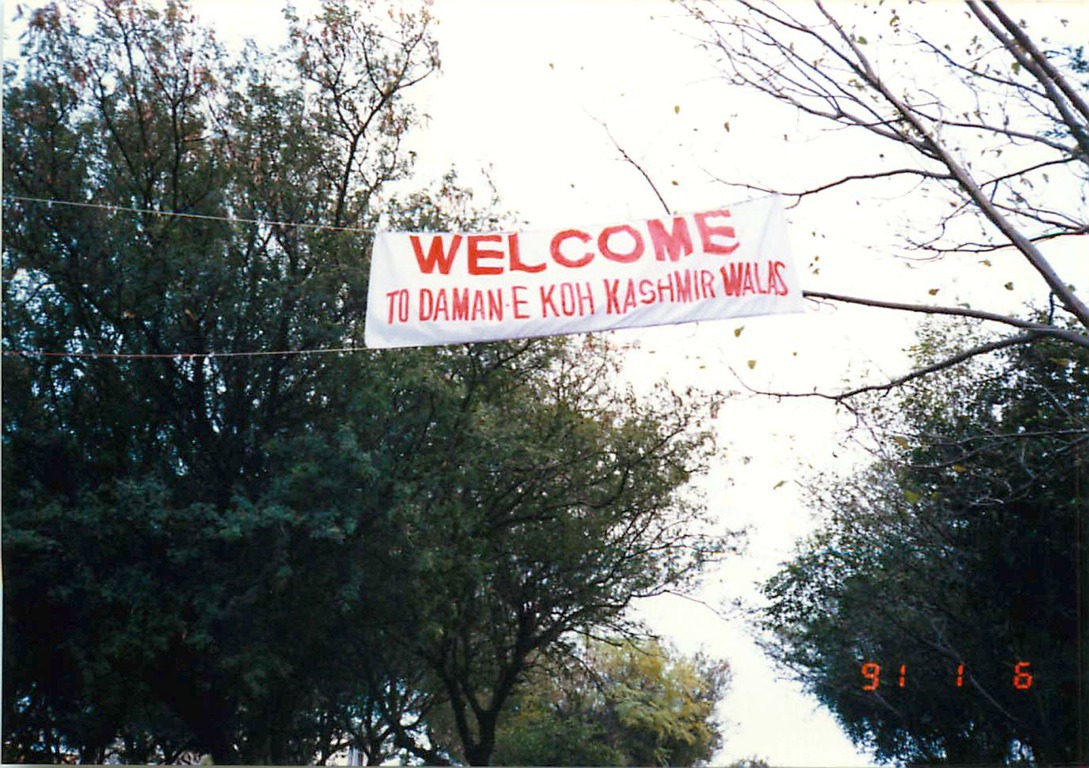 WELCOME
TO DAMAN-E KOH KASHMIR WALAS
91 1 6